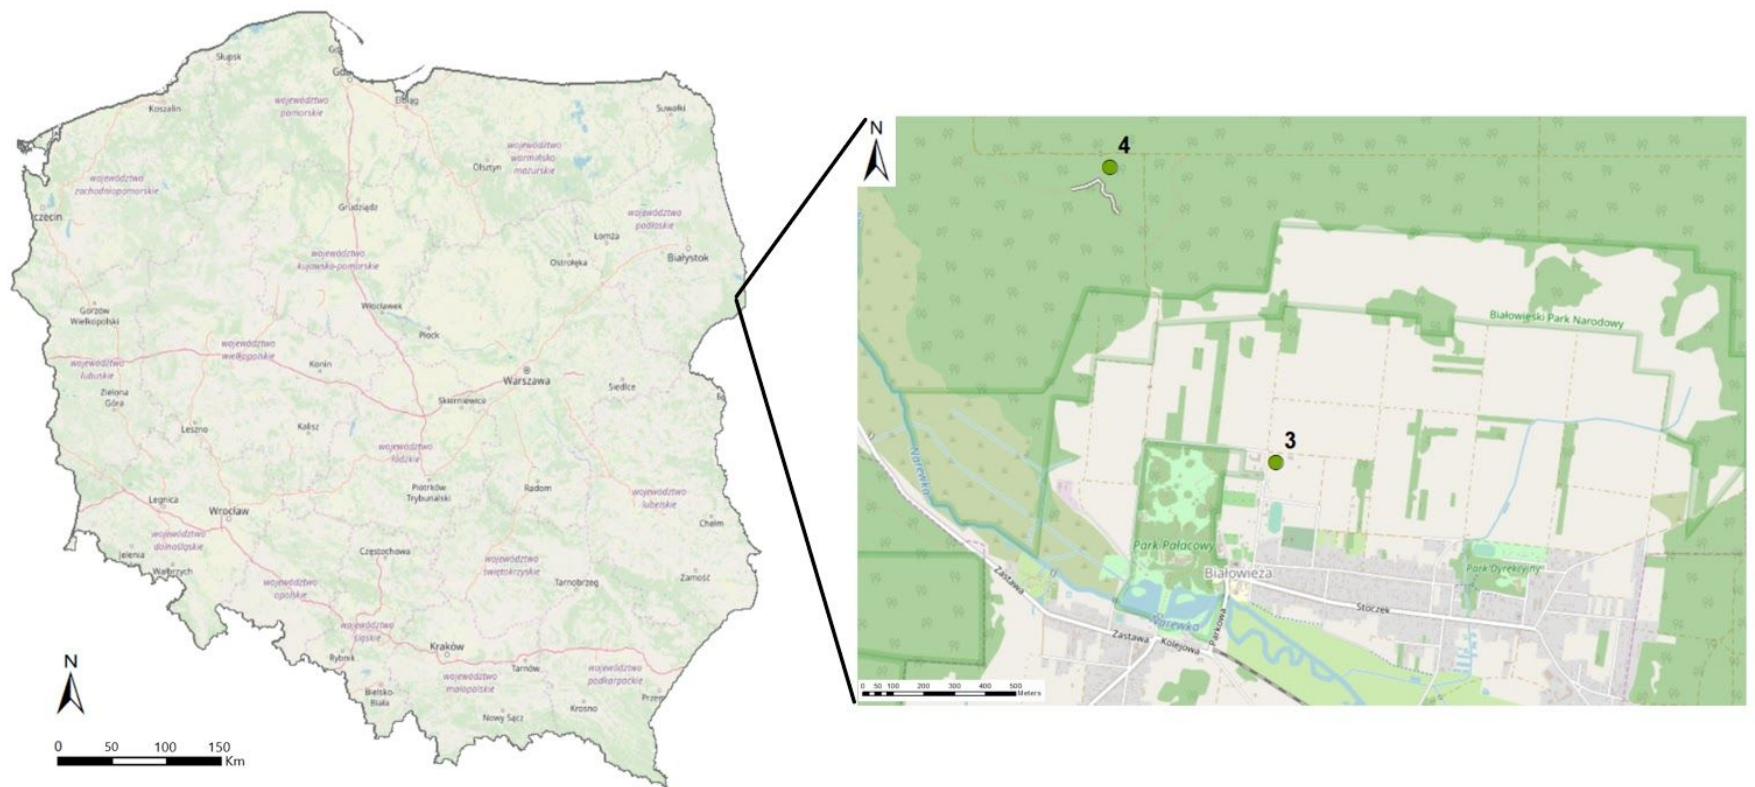 Słupsk
Koszalin
Elbląg
Suwałki
województwo
pomorskie
województwo
warmińsko
mazurskie
Olsztyn
województwo
zachodniopomorskie
czecin
Grudziądz
województwo
podlaskie
Łomża
Białystok
Ostrołęka
województwo
kujawsko-pomorskie
Włocławek
Płock
Gorzów
Wielkopolski
województwo
wielkopolskie
Konin
województwo
lubuskie
Zielona
Góra
Warszawa
Siedlce
Skierniewice
Leszno
Kalisz
województwo
łódzkie
Piotrków
Trybunalski
Radom
województwo
lubelskie
Chełm
Legnica
Wrocław
województwo
dolnośląskie
Jelenia
Wałbrzych
Częstochowa
województwo
opolskie
województwo
świętokrzyskie
Tarnobrzeg
Zamość
województwo
śląskie
Rybnik
Kraków
Tarnów
województwo
małopolskie
województwo
podkarpackie
Bielsko-
Biała
Nowy Sącz
Krosno
Przem
N
0 50 100 150
Km
N
4
Białowieski Park Narodowy
3
Narewka
Park Pałacowy
Białowieża
Park Dyrekcyjny
Zastawa
Stoczek
Narewka
Parkowa
Zastawa
Kolejowa
0 50 100 200 300 400 500
Meters